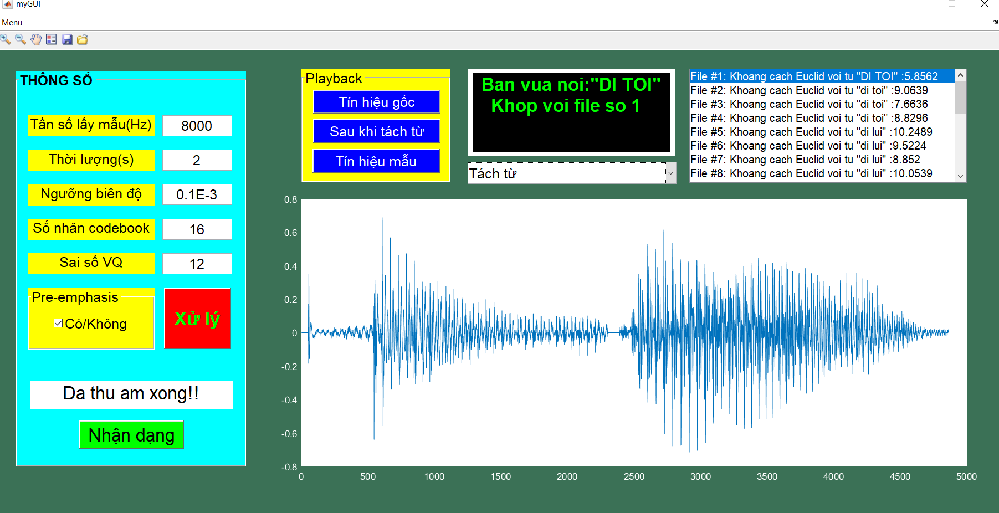 myGUI
Menu
THÔNG SỐ
Tần số lấy mẫu(Hz)
8000
Thời lượng(s)
2
Ngưỡng biên độ
0.1E-3
Số nhân codebook
16
Sai số VQ
12
Pre-emphasis
Có/Không
Xử lý
Da thu am xong!!
Nhận dạng
Playback
Tín hiệu gốc
Sau khi tách từ
Tín hiệu mẫu
Ban vua noi:"DI TOI"
Khop voi file so 1
Tách từ
File #1: Khoang cach Euclid voi tu "DI TOI" :5.8562
File #2: Khoang cach Euclid voi tu "di toi" :9.0639
File #3: Khoang cach Euclid voi tu "di toi" :7.6636
File #4: Khoang cach Euclid voi tu "di toi" :8.8296
File #5: Khoang cach Euclid voi tu "di lui" :10.2489
File #6: Khoang cach Euclid voi tu "di lui" :9.5224
File #7: Khoang cach Euclid voi tu "di lui" :8.852
File #8: Khoang cach Euclid voi tu "di lui" :10.0539
0.8
0.6
0.4
0.2
0
-0.2
-0.4
-0.6
-0.8
0 500 1000 1500 2000 2500 3000 3500 4000 4500 5000